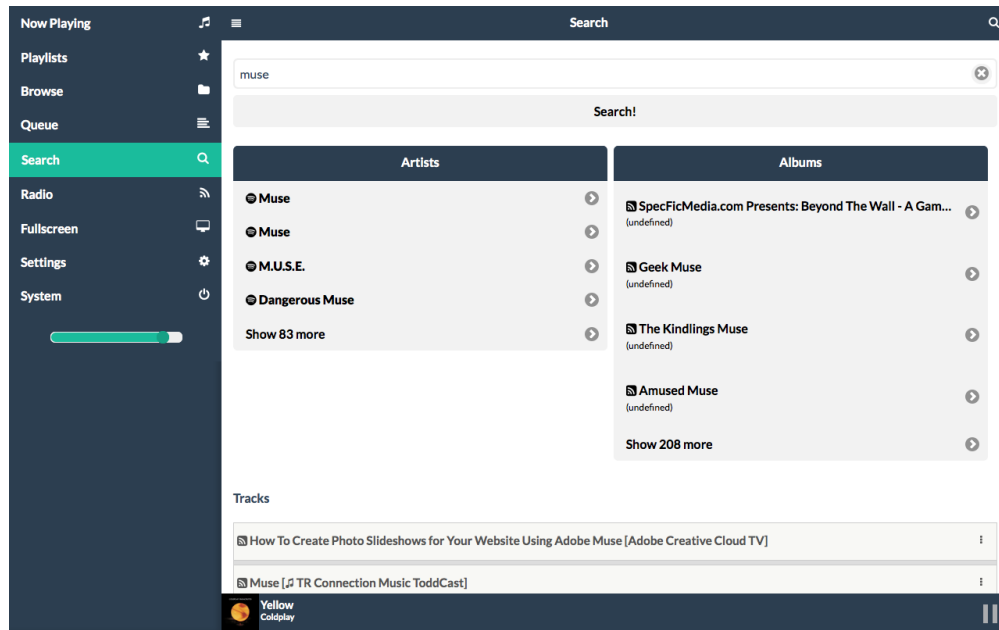 Now Playing
Playlists
Browse
Queue
Search
Radio
Fullscreen
Settings
System
Search
muse
Search!
Artists
Muse
Muse
M.U.S.E.
Dangerous Muse
Show 83 more
Albums
SpecFicMedia.com Presents: Beyond The Wall - A Gam...
(undefined)
Geek Muse
(undefined)
The Kindlings Muse
(undefined)
Amused Muse
(undefined)
Show 208 more
Tracks
How To Create Photo Slideshows for Your Website Using Adobe Muse [Adobe Creative Cloud TV]
Muse [♫ TR Connection Music ToddCast]
Yellow
Coldplay